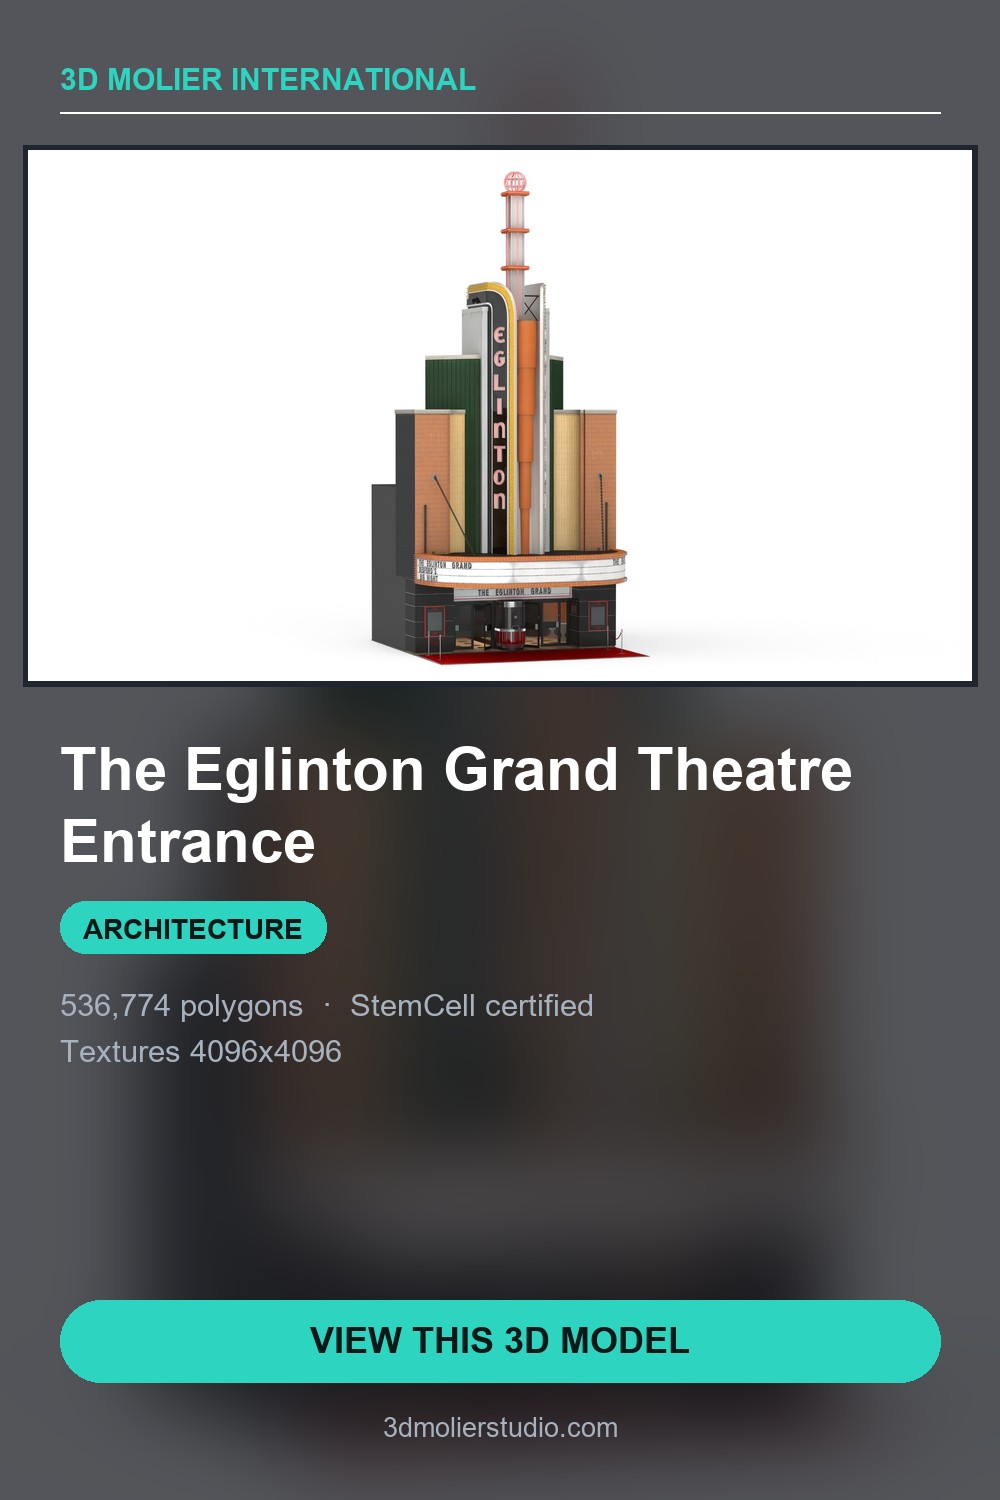 3D MOLIER INTERNATIONAL
EGLINTON
THE EGLINTON GRAND
THE EGLINTON GRAND
The Eglinton Grand Theatre
Entrance
ARCHITECTURE
536,774 polygons · StemCell certified
Textures 4096x4096
VIEW THIS 3D MODEL
3dmolierstudio.com